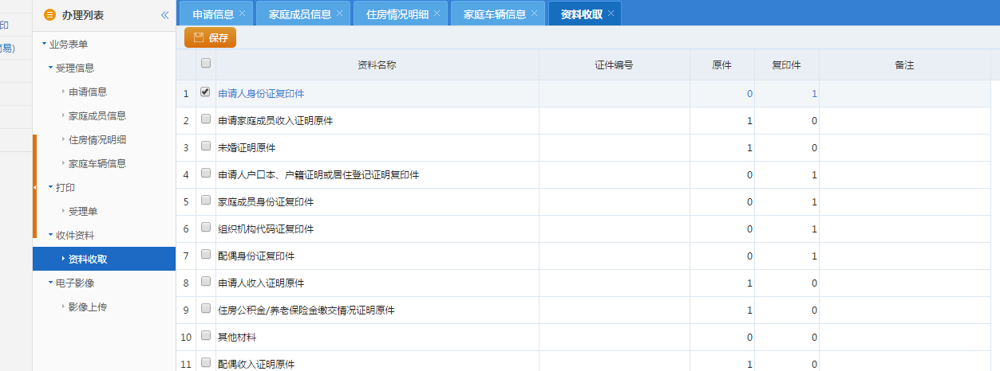 印
简易)
办理列表
业务表单
受理信息
申请信息
家庭成员信息
住房情况明细
家庭车辆信息
打印
受理单
收件资料
资料收取
电子影像
影像上传
申请信息 家庭成员信息 住房情况明细 家庭车辆信息 资料收取
保存
资料名称 证件编号 原件 复印件 备注
1 申请人身份证复印件 0 1
2 申请家庭成员收入证明原件 1 0
3 未婚证明原件 1 0
4 申请人户口本、户籍证明或居住登记证明复印件 0 1
5 家庭成员身份证复印件 0 1
6 组织机构代码证复印件 0 1
7 配偶身份证复印件 0 1
8 申请人收入证明原件 1 0
9 住房公积金/养老保险金缴交情况证明原件 1 0
10 其他材料 0 0
11 配偶收入证明原件 1 0